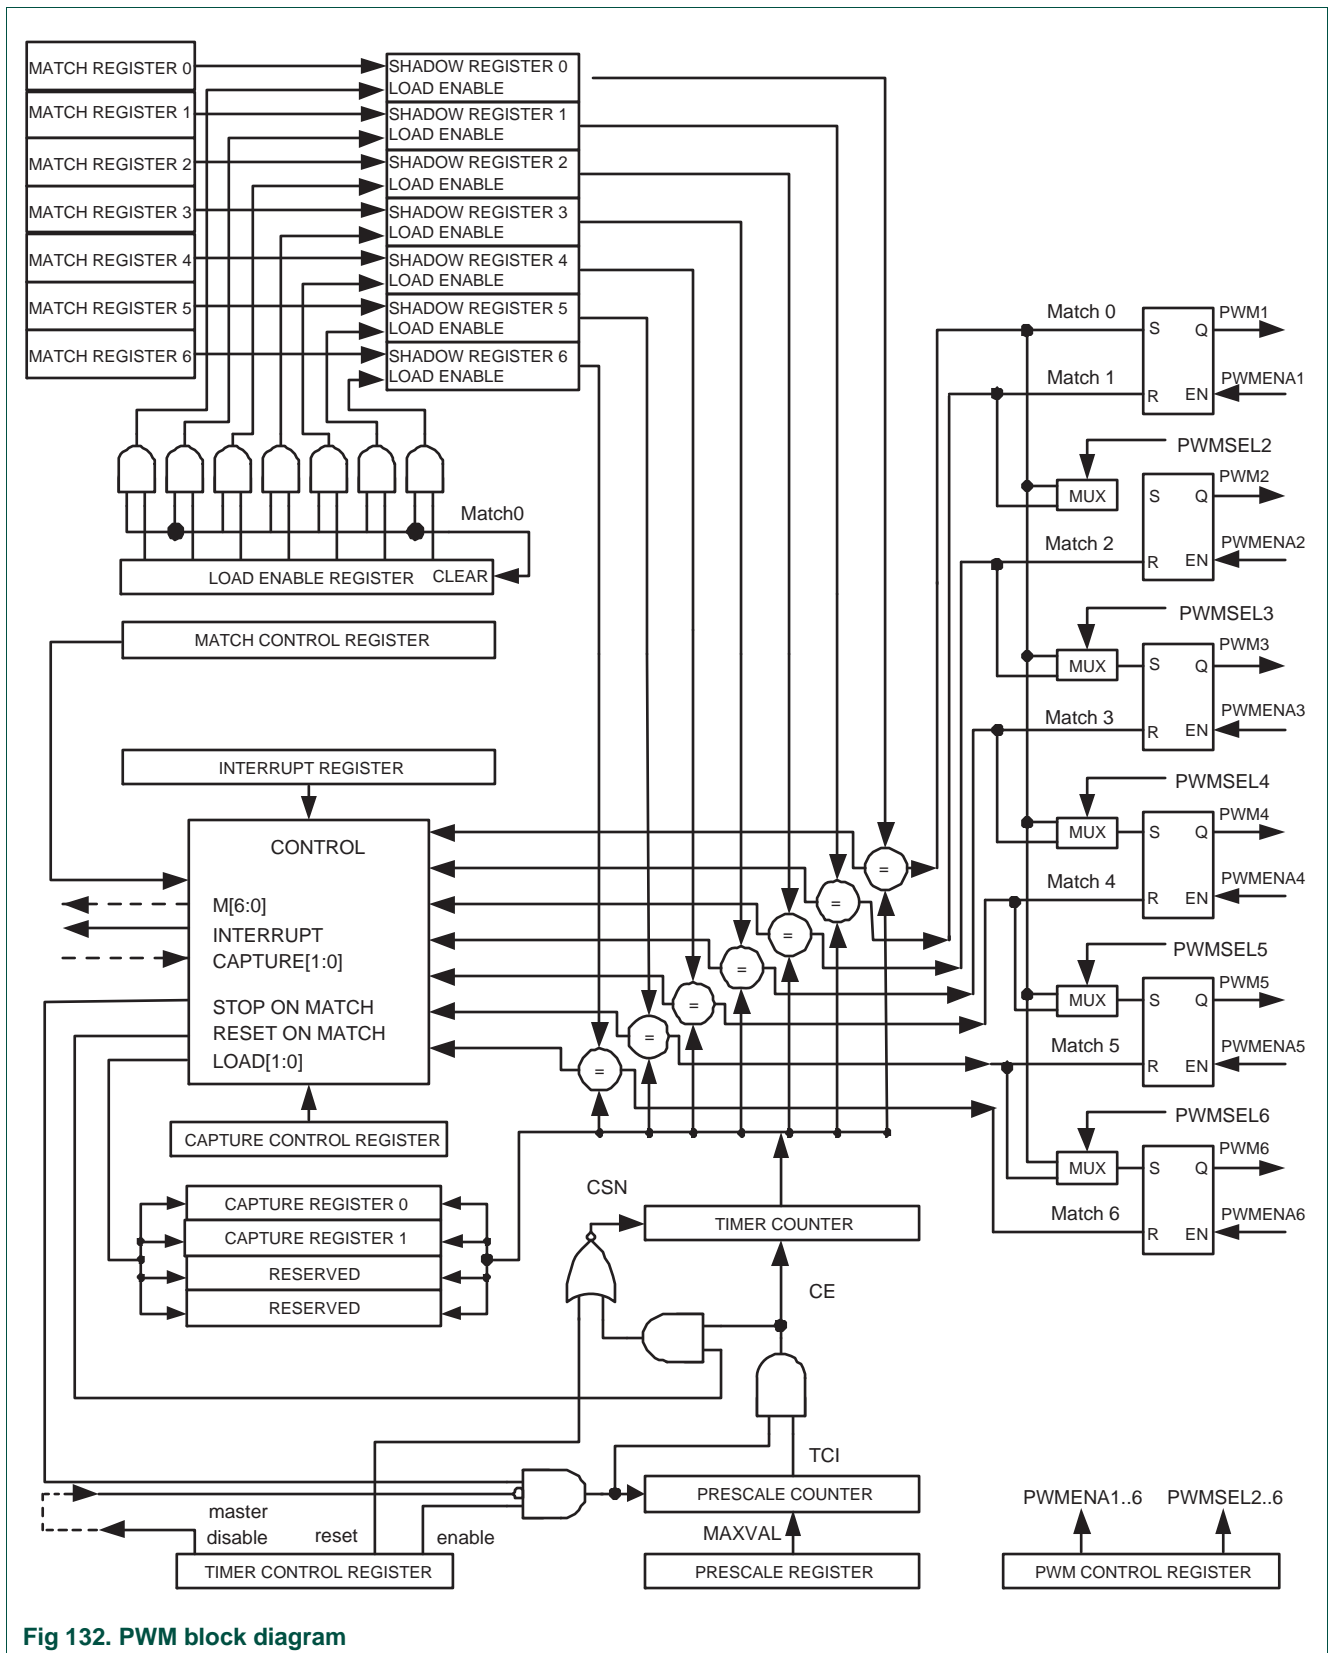 MATCH REGISTER 0
MATCH REGISTER 1
MATCH REGISTER 2
MATCH REGISTER 3
MATCH REGISTER 4
MATCH REGISTER 5
MATCH REGISTER 6
SHADOW REGISTER 0
LOAD ENABLE
SHADOW REGISTER 1
LOAD ENABLE
SHADOW REGISTER 2
LOAD ENABLE
SHADOW REGISTER 3
LOAD ENABLE
SHADOW REGISTER 4
LOAD ENABLE
SHADOW REGISTER 5
LOAD ENABLE
SHADOW REGISTER 6
LOAD ENABLE
Match0
LOAD ENABLE REGISTER CLEAR
MATCH CONTROL REGISTER
INTERRUPT REGISTER
CONTROL
M[6:0]
INTERRUPT
CAPTURE[1:0]
STOP ON MATCH
RESET ON MATCH
LOAD[1:0]
CAPTURE CONTROL REGISTER
CAPTURE REGISTER 0
CAPTURE REGISTER 1
RESERVED
RESERVED
=
=
=
=
=
=
=
Match 0
S Q
PWM1
Match 1
R EN
PWMENA1
PWMSEL2
MUX
S Q
PWM2
Match 2
R EN
PWMENA2
PWMSEL3
MUX
S Q
PWM3
Match 3
R EN
PWMENA3
PWMSEL4
MUX
S Q
PWM4
Match 4
R EN
PWMENA4
PWMSEL5
MUX
S Q
PWM5
Match 5
R EN
PWMENA5
PWMSEL6
MUX
S Q
PWM6
Match 6
R EN
PWMENA6
CSN
TIMER COUNTER
CE
TCI
PRESCALE COUNTER
MAXVAL
PRESCALE REGISTER
master
disable
reset
enable
TIMER CONTROL REGISTER
PWMENA1..6
PWMSEL2..6
PWM CONTROL REGISTER
Fig 132. PWM block diagram